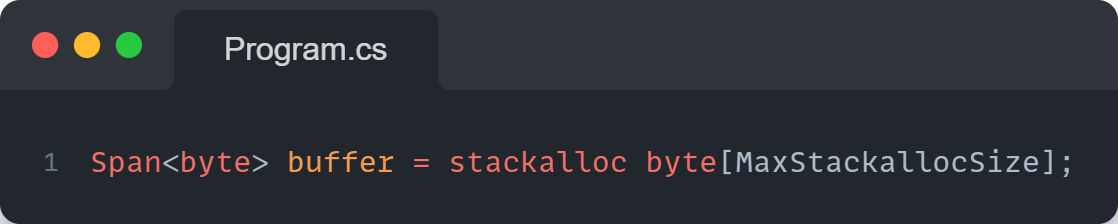 Program.cs
1 Span<byte> buffer = stackalloc byte[MaxStackallocSize];